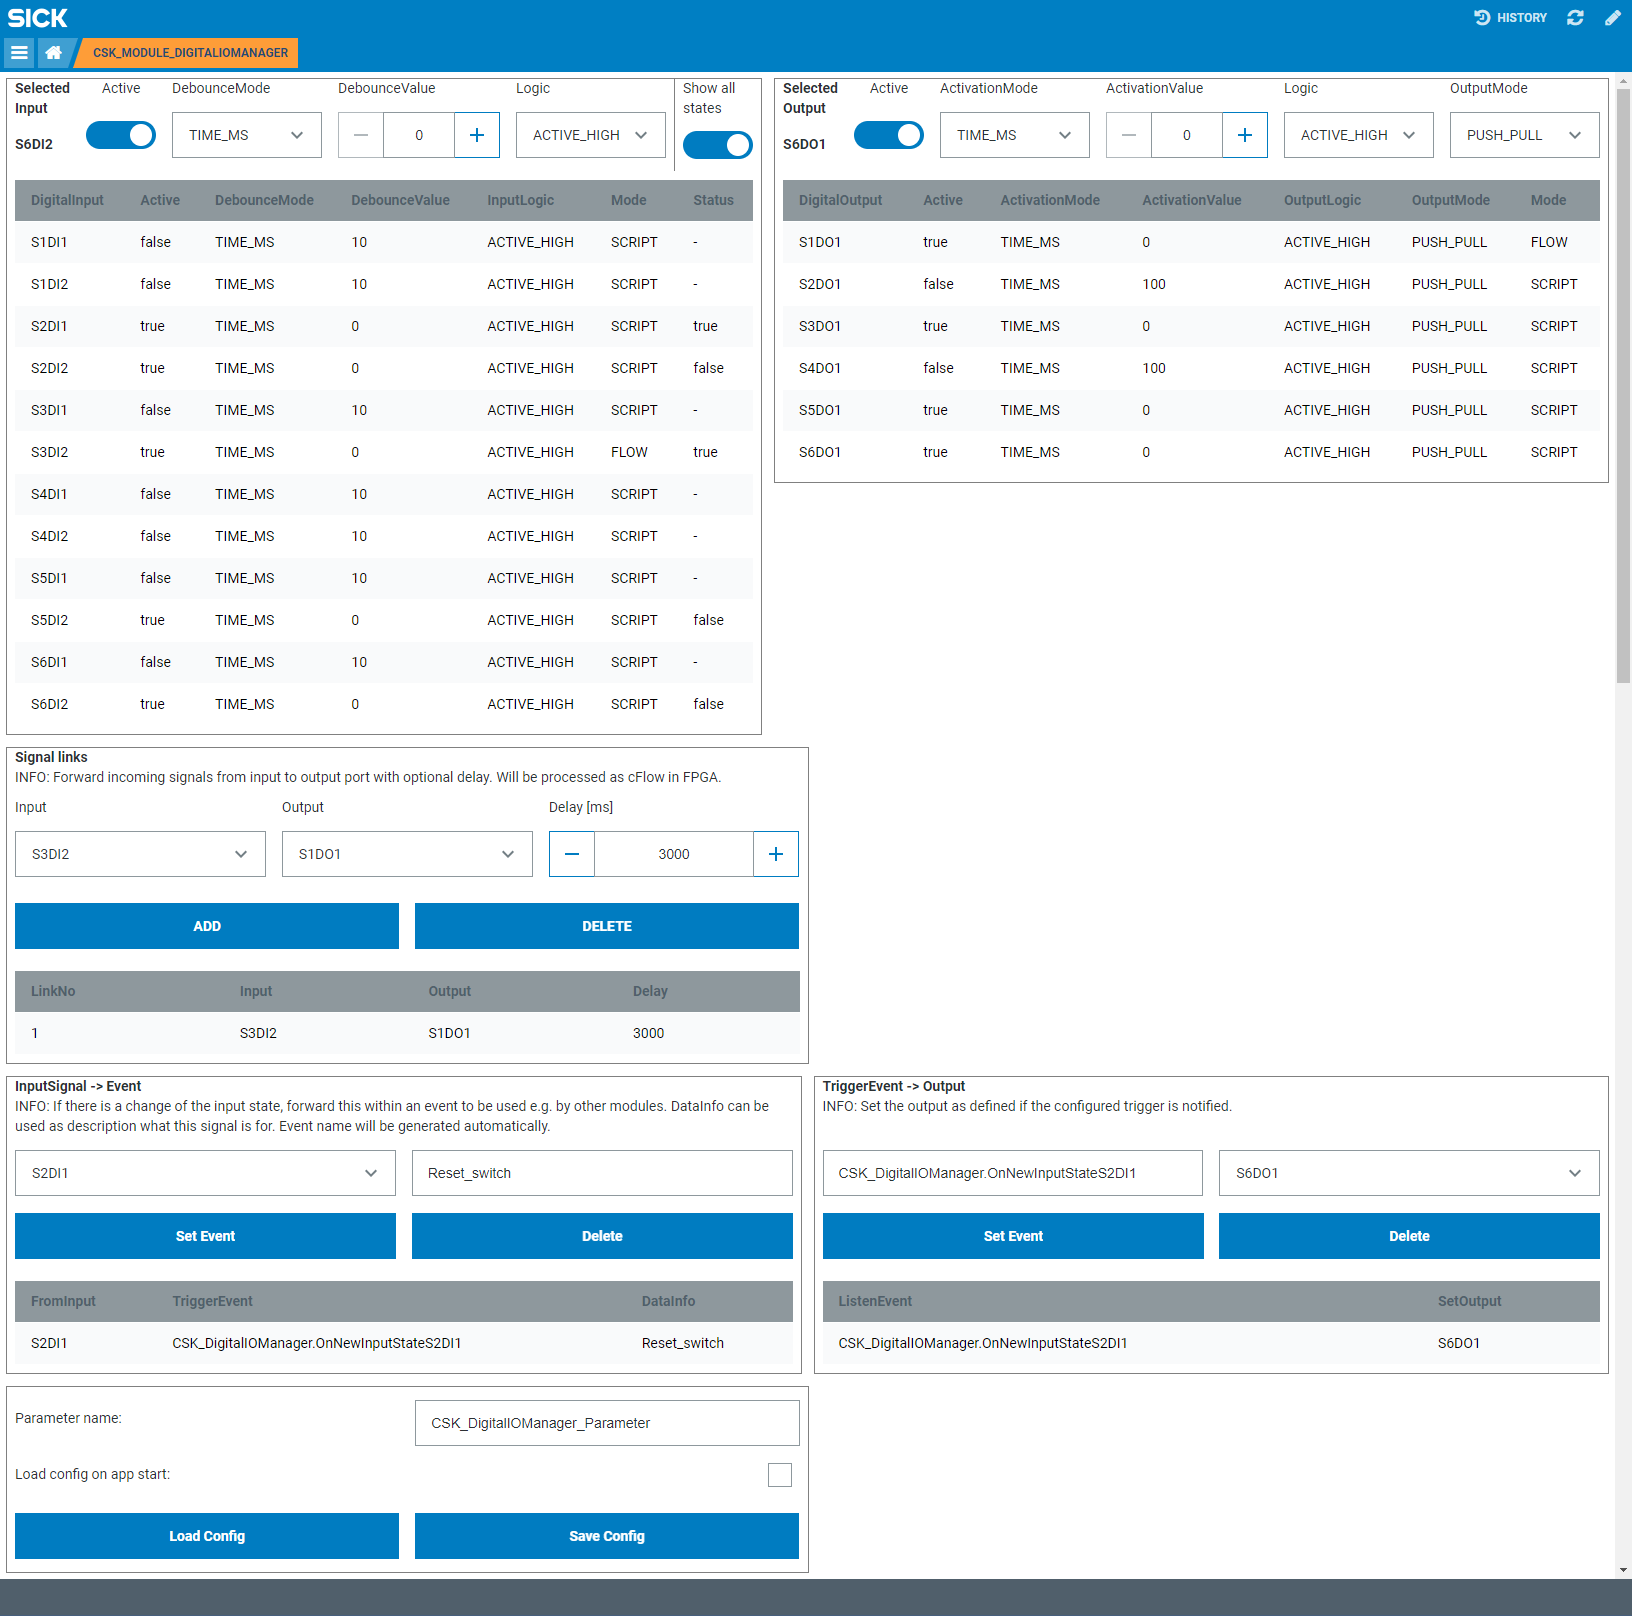 SICK
HISTORY
CSK_MODULE_DIGITALIOMANAGER
Selected Input
Active
DebounceMode
DebounceValue
Logic
Show all states
S6DI2
TIME_MS
0
ACTIVE_HIGH
DigitalInput Active DebounceMode DebounceValue InputLogic Mode Status
S1DI1 false TIME_MS 10 ACTIVE_HIGH SCRIPT -
S1DI2 false TIME_MS 10 ACTIVE_HIGH SCRIPT -
S2DI1 true TIME_MS 0 ACTIVE_HIGH SCRIPT true
S2DI2 true TIME_MS 0 ACTIVE_HIGH SCRIPT false
S3DI1 false TIME_MS 10 ACTIVE_HIGH SCRIPT -
S3DI2 true TIME_MS 0 ACTIVE_HIGH FLOW true
S4DI1 false TIME_MS 10 ACTIVE_HIGH SCRIPT -
S4DI2 false TIME_MS 10 ACTIVE_HIGH SCRIPT -
S5DI1 false TIME_MS 10 ACTIVE_HIGH SCRIPT -
S5DI2 true TIME_MS 0 ACTIVE_HIGH SCRIPT false
S6DI1 false TIME_MS 10 ACTIVE_HIGH SCRIPT -
S6DI2 true TIME_MS 0 ACTIVE_HIGH SCRIPT false
Selected Output
Active
ActivationMode
ActivationValue
Logic
OutputMode
S6DO1
TIME_MS
0
ACTIVE_HIGH
PUSH_PULL
DigitalOutput Active ActivationMode ActivationValue OutputLogic OutputMode Mode
S1DO1 true TIME_MS 0 ACTIVE_HIGH PUSH_PULL FLOW
S2DO1 false TIME_MS 100 ACTIVE_HIGH PUSH_PULL SCRIPT
S3DO1 true TIME_MS 0 ACTIVE_HIGH PUSH_PULL SCRIPT
S4DO1 false TIME_MS 100 ACTIVE_HIGH PUSH_PULL SCRIPT
S5DO1 true TIME_MS 0 ACTIVE_HIGH PUSH_PULL SCRIPT
S6DO1 true TIME_MS 0 ACTIVE_HIGH PUSH_PULL SCRIPT
Signal links
INFO: Forward incoming signals from input to output port with optional delay. Will be processed as cFlow in FPGA.
Input Output Delay [ms]
S3DI2 S1DO1 3000
ADD DELETE
LinkNo Input Output Delay
1 S3DI2 S1DO1 3000
InputSignal -> Event
INFO: If there is a change of the input state, forward this within an event to be used e.g. by other modules. DataInfo can be
used as description what this signal is for. Event name will be generated automatically.
S2DI1 Reset_switch
Set Event Delete
FromInput TriggerEvent DataInfo
S2DI1 CSK_DigitalIOManager.OnNewInputStateS2DI1 Reset_switch
TriggerEvent -> Output
INFO: Set the output as defined if the configured trigger is notified.
CSK_DigitalIOManager.OnNewInputStateS2DI1 S6DO1
Set Event Delete
ListenEvent SetOutput
CSK_DigitalIOManager.OnNewInputStateS2DI1 S6DO1
Parameter name: CSK_DigitalIOManager_Parameter
Load config on app start:
Load Config Save Config